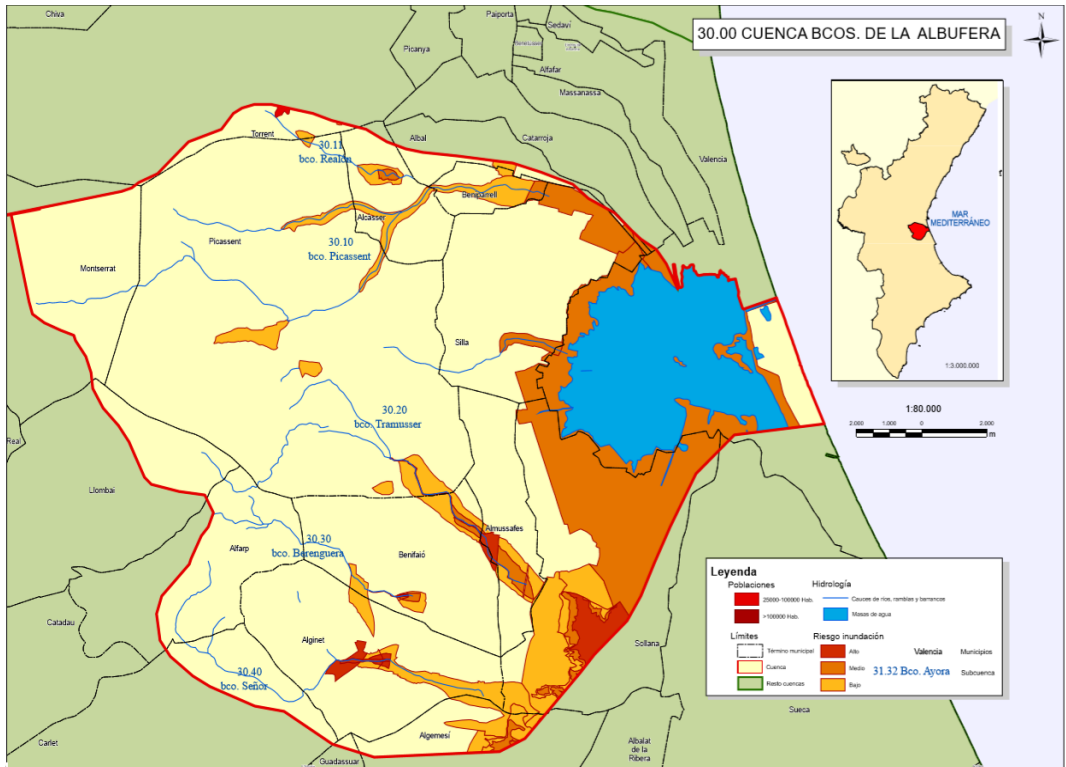 30.00 CUENCA BCOS. DE LA ALBUFERA
N
Chiva
Paiporta
Sedaví
Picanya
Alfafar
Massanassa
Torrent
Albal
Catarroja
Valencia
30.11
bco. Realón
Beniparrell
Alcasser
Picassent
30.10
bco. Picassent
Montserrat
MAR
MEDITERRÁNEO
1:3.000.000
Silla
1:80.000
2.000 1.000 0 2.000
m
30.20
bco. Tramusser
Real
Llombai
Almussafes
30.30
bco. Berenguera
Alfarp
Benifaió
Catadau
Alginet
Sollana
30.40
bco. Señor
Algemesí
Carlet
Guadassuar
Albalat
de la
Ribera
Sueca
Leyenda
Poblaciones
25000-100000 Hab.
>100000 Hab.
Hidrología
Cauces de ríos, ramblas y barrancos
Masas de agua
Límites
Término municipal
Cuenca
Resto cuencas
Riesgo inundación
Alto
Medio
Bajo
Valencia Municipios
31.32 Bco. Ayora Subcuenca